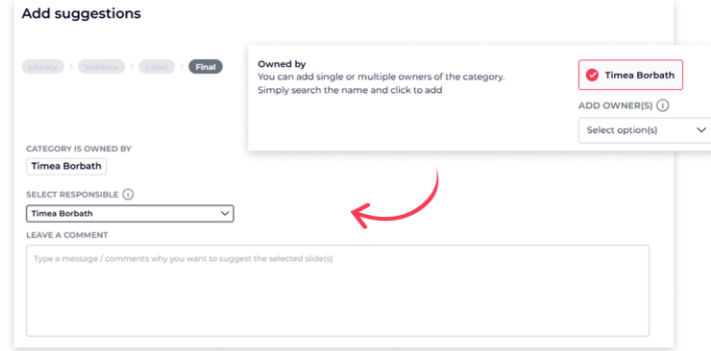 Add suggestions
Library > Validate > Label > Final
Owned by
You can add single or multiple owners of the category.
Simply search the name and click to add
Timea Borbath
ADD OWNER(S)
Select option(s)
CATEGORY IS OWNED BY
Timea Borbath
SELECT RESPONSIBLE
Timea Borbath
LEAVE A COMMENT
Type a message / comments why you want to suggest the selected slide(s)